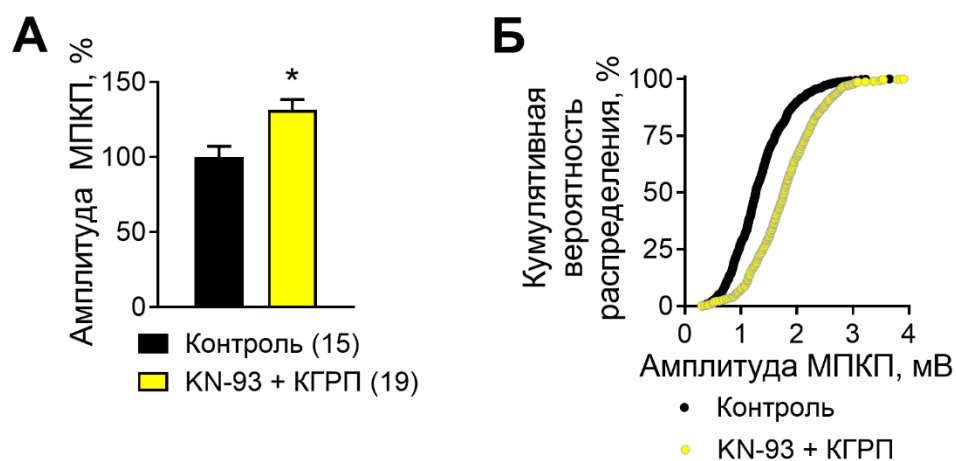 А
Амплитуда МПКП, %
150
100
50
0
*
Контроль (15)
KN-93 + КГРП (19)
Б
Кумулятивная
вероятность
распределения, %
100
75
50
25
0
0 1 2 3 4
Амплитуда МПКП, мВ
Контроль
KN-93 + КГРП